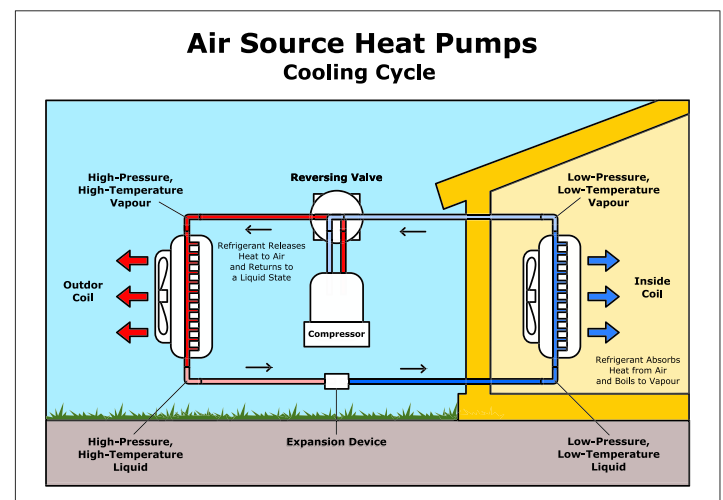 Air Source Heat Pumps
Cooling Cycle
High-Pressure,
High-Temperature
Vapour
Reversing Valve
Low-Pressure,
Low-Temperature
Vapour
Refrigerant Releases
Heat to Air
and Returns to
a Liquid State
Outdor
Coil
Compressor
Inside
Coil
Refrigerant Absorbs
Heat from Air
and Boils to Vapour
High-Pressure,
High-Temperature
Liquid
Expansion Device
Low-Pressure,
Low-Temperature
Liquid